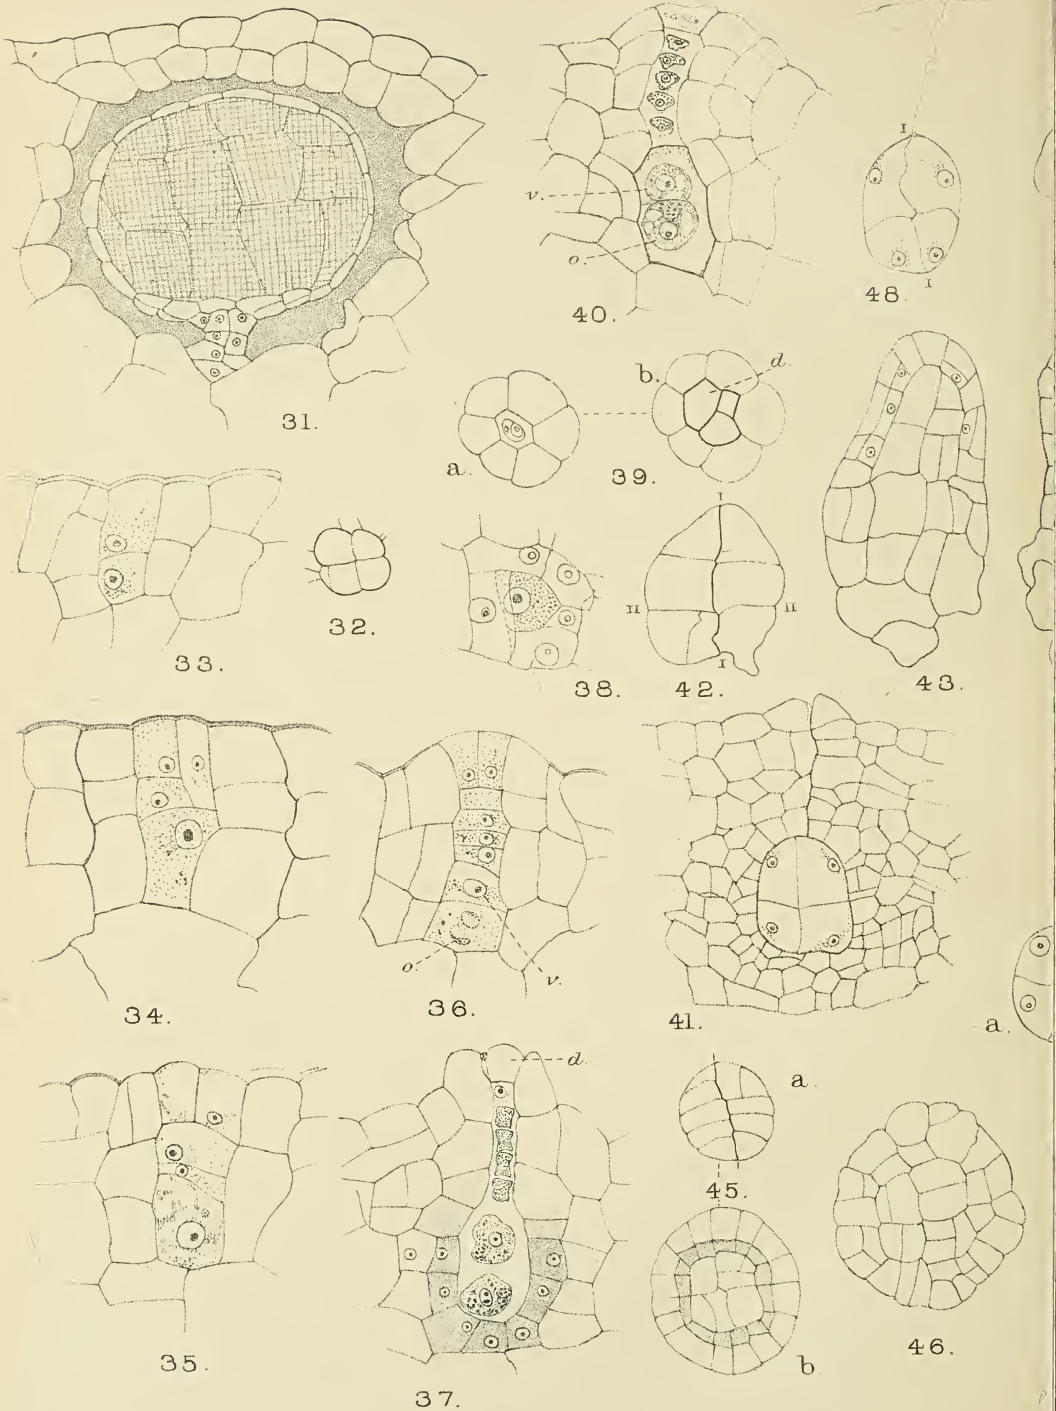 31.
40.
v.
o.
I
I
48.
a.
b.
d.
39.
33.
32.
38.
I
II
II
I
42.
43.
34.
36.
o.
v.
41.
a.
35.
37.
d.
a.
45.
b
46.